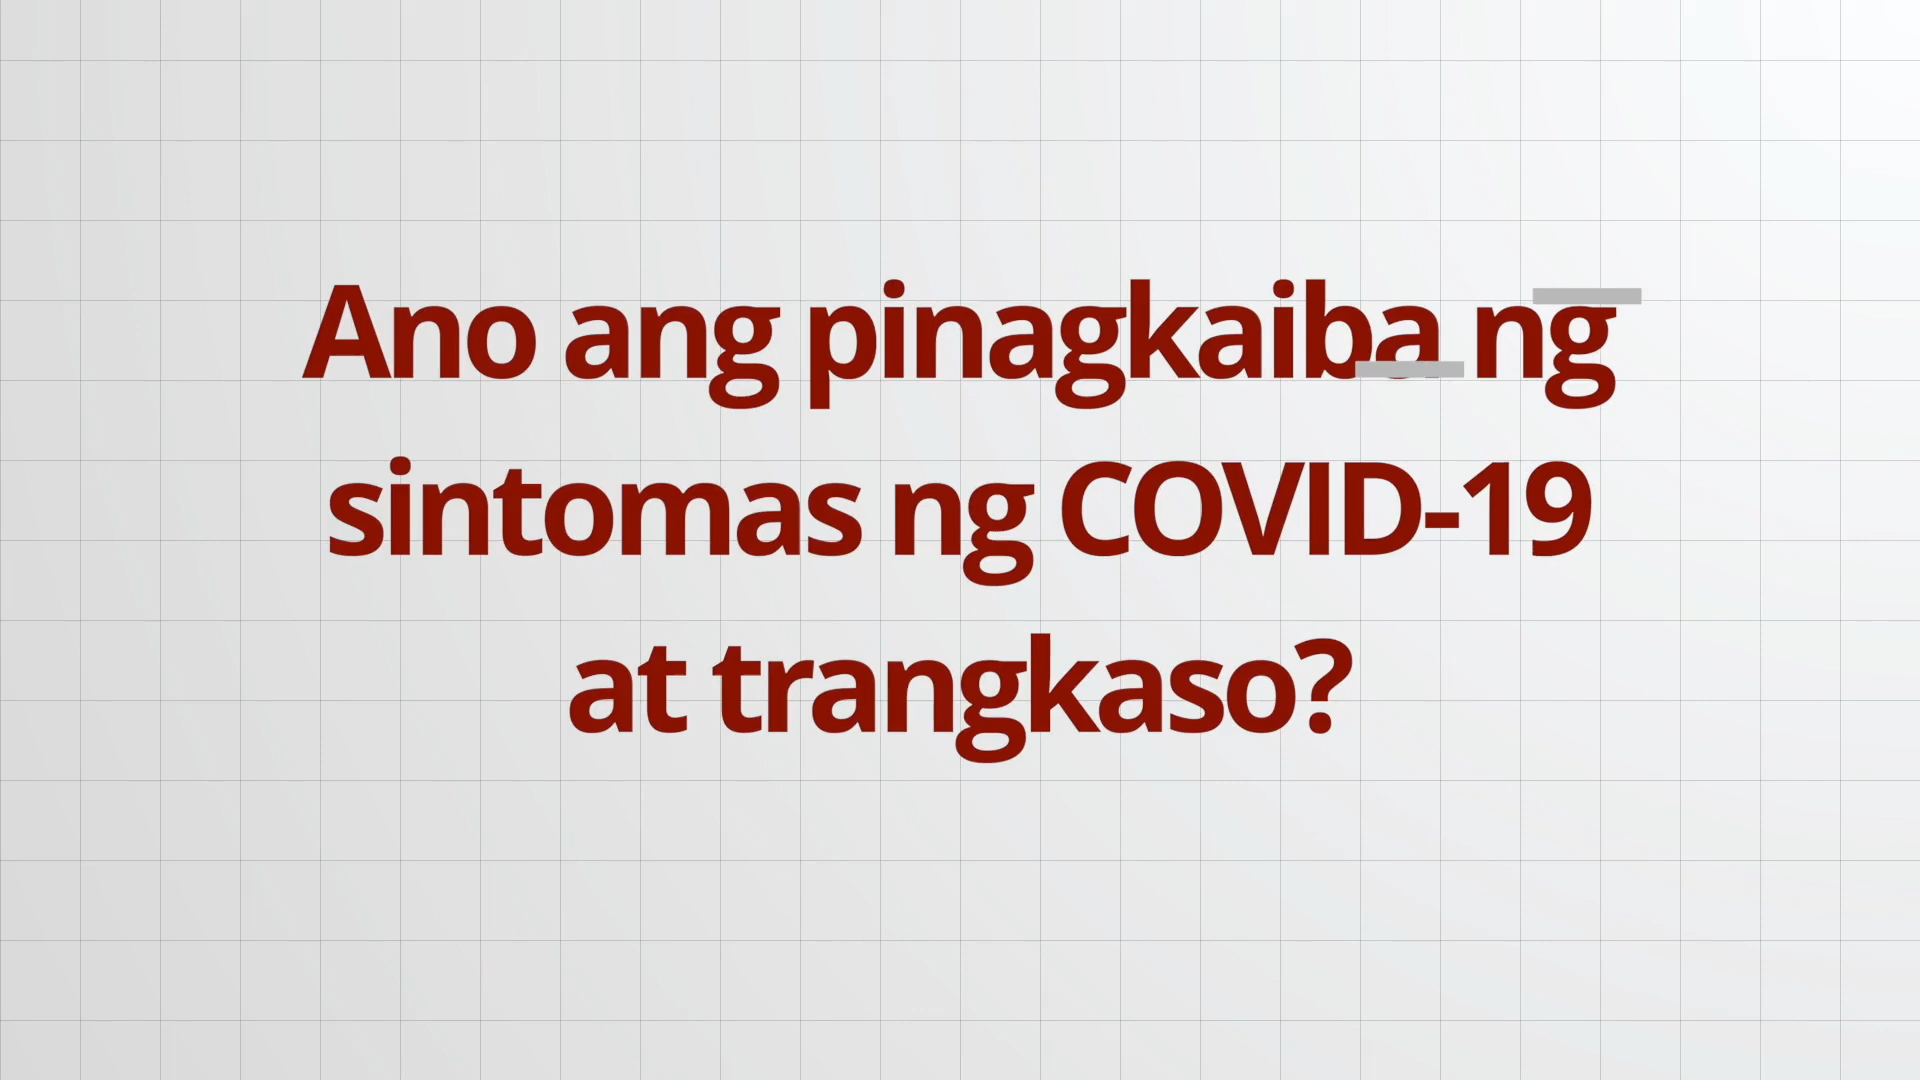 Ano ang pinagkaiba ng
sintomas ng COVID-19
at trangkaso?